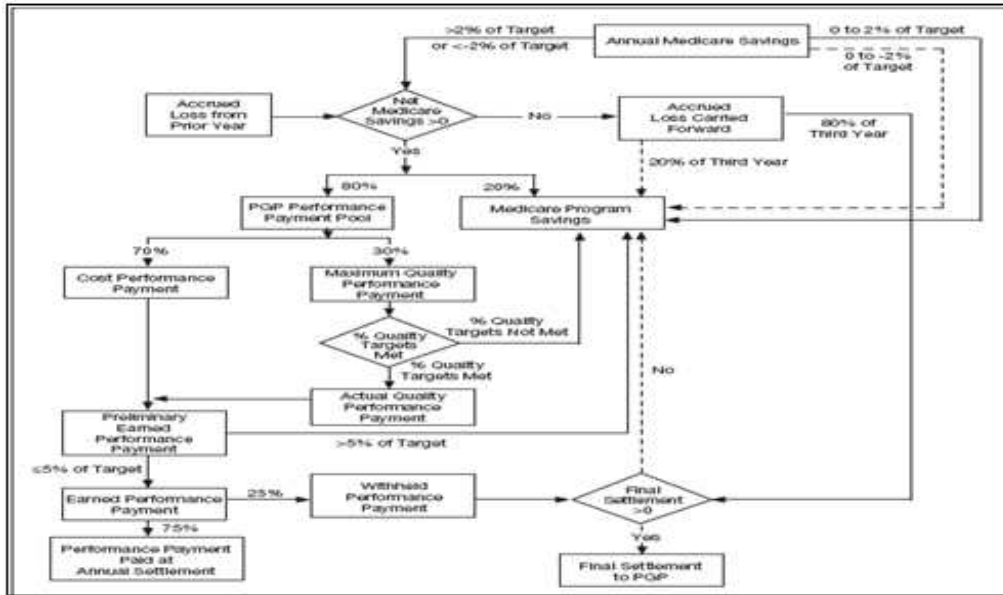 >2% of Target
or <-2% of Target
Annual Medicare Savings
0 to 2% of Target
0 to -2%
of Target
Accrued
Loss from
Prior Year
Net
Medicare
Savings >0
No
Accrued
Loss Carried
Forward
80% of
Third Year
Yes
20% of Third Year
80%
20%
PGP Performance
Payment Pool
Medicare Program
Savings
70%
30%
Cost Performance
Payment
Maximum Quality
Performance
Payment
% Quality
Targets Met
% Quality
Targets Not Met
% Quality
Targets Met
No
Actual Quality
Performance
Payment
Preliminary
Earned
Performance
Payment
>5% of Target
≤5% of Target
Earned Performance
Payment
25%
Withheld
Performance
Payment
Final
Settlement
>0
75%
Yes
Performance Payment
Paid at
Annual Settlement
Final Settlement
to PGP